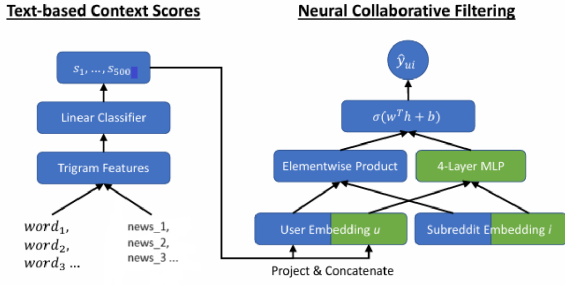 Text-based Context Scores
s₁, ..., s₅₀₀
Linear Classifier
Trigram Features
word₁,
word₂,
word₃ ...
news_1,
news_2,
news_3 ...
Neural Collaborative Filtering
ŷᵤᵢ
σ(wᵀh + b)
Elementwise Product
4-Layer MLP
User Embedding u
Subreddit Embedding i
Project & Concatenate